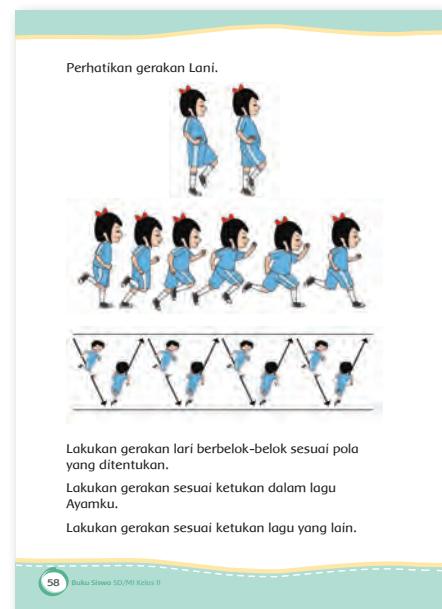 Perhatikan gerakan Lani.
Lakukan gerakan lari berbelok-belok sesuai pola
yang ditentukan.
Lakukan gerakan sesuai ketukan dalam lagu
Ayamku.
Lakukan gerakan sesuai ketukan lagu yang lain.
58 Buku Siswa SD/MI Kelas II